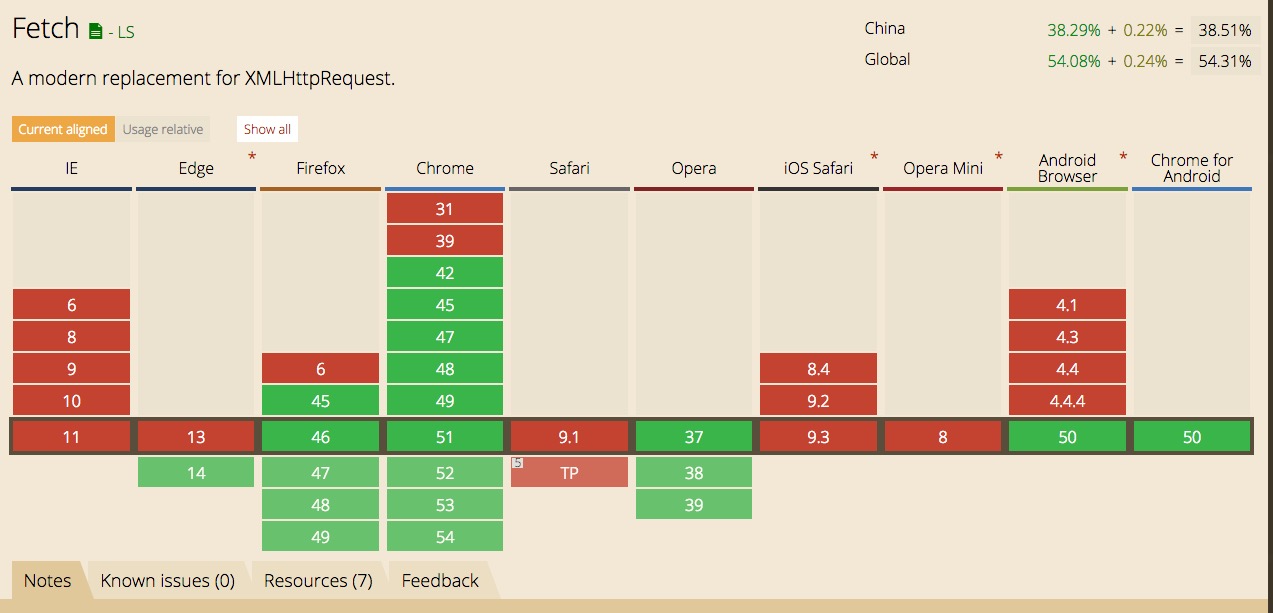 Fetch - LS
China 38.29% + 0.22% = 38.51%
Global 54.08% + 0.24% = 54.31%
A modern replacement for XMLHttpRequest.
Current aligned Usage relative Show all
IE Edge * Firefox Chrome Safari Opera iOS Safari * Opera Mini * Android Browser * Chrome for Android
31
39
42
6 45 4.1
8 47 4.3
9 6 48 8.4 4.4
10 45 49 9.2 4.4.4
11 13 46 51 9.1 37 9.3 8 50 50
14 47 52 5 TP 38
48 53 39
49 54
Notes Known issues (0) Resources (7) Feedback